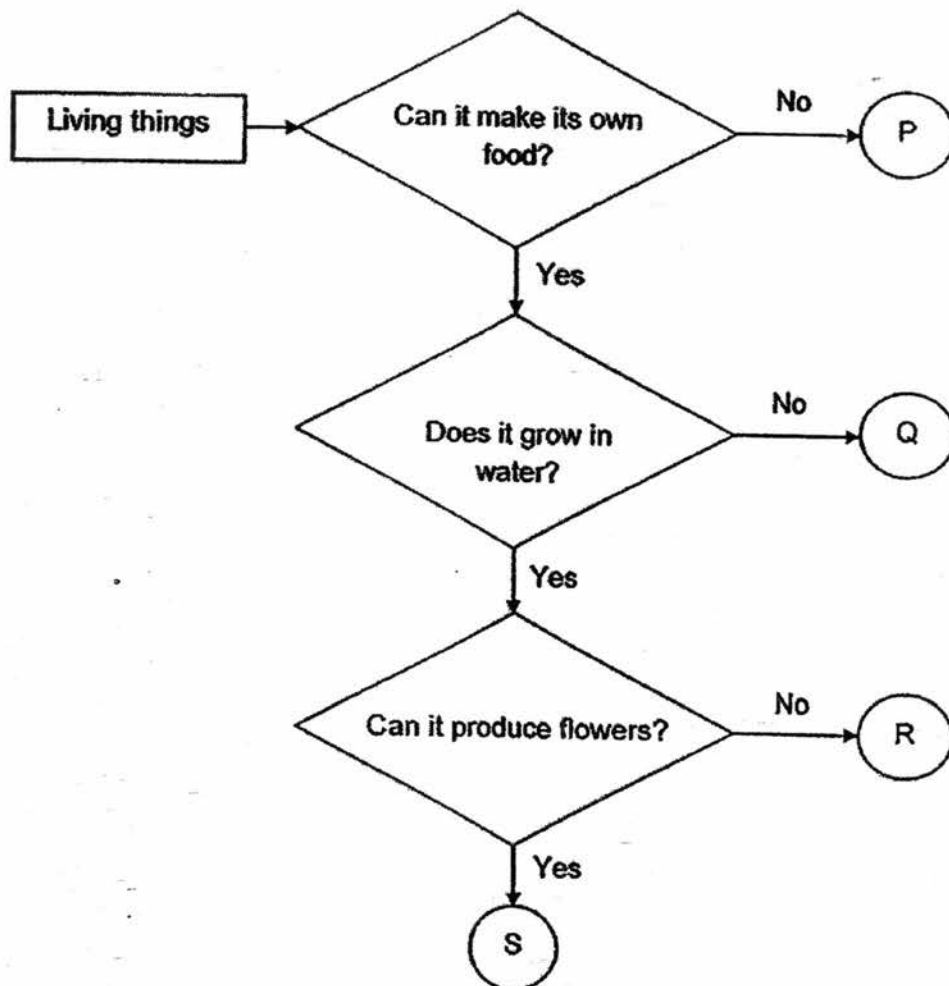 Living things
Can it make its own
food?
No
P
Yes
Does it grow in
water?
No
Q
Yes
Can it produce flowers?
No
R
Yes
S